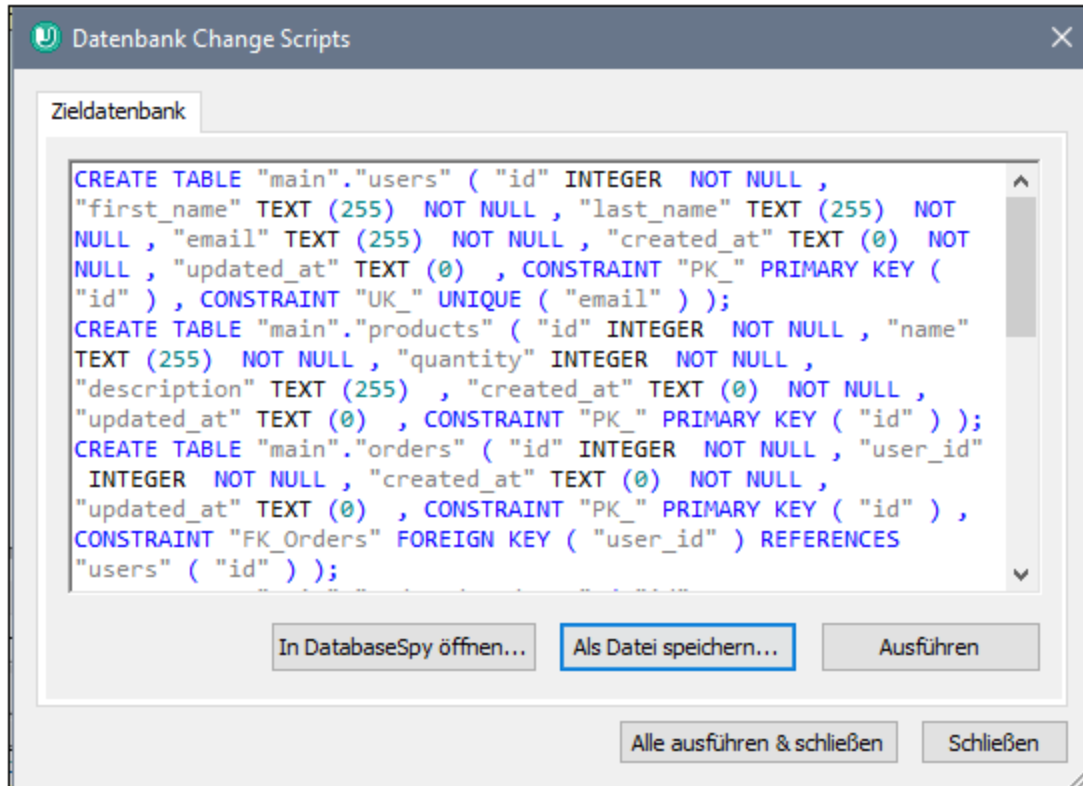 Datenbank Change Scripts
Zieldatenbank
CREATE TABLE "main"."users" ( "id" INTEGER  NOT NULL ,
"first_name" TEXT (255)  NOT NULL , "last_name" TEXT (255)  NOT
NULL , "email" TEXT (255)  NOT NULL , "created_at" TEXT (0)  NOT
NULL , "updated_at" TEXT (0)  , CONSTRAINT "PK_" PRIMARY KEY (
"id" ) , CONSTRAINT "UK_" UNIQUE ( "email" ) );
CREATE TABLE "main"."products" ( "id" INTEGER  NOT NULL , "name"
TEXT (255)  NOT NULL , "quantity" INTEGER  NOT NULL ,
"description" TEXT (255)  , "created_at" TEXT (0)  NOT NULL ,
"updated_at" TEXT (0)  , CONSTRAINT "PK_" PRIMARY KEY ( "id" ) );
CREATE TABLE "main"."orders" ( "id" INTEGER  NOT NULL , "user_id"
 INTEGER  NOT NULL , "created_at" TEXT (0)  NOT NULL ,
"updated_at" TEXT (0)  , CONSTRAINT "PK_" PRIMARY KEY ( "id" ) ,
CONSTRAINT "FK_Orders" FOREIGN KEY ( "user_id" ) REFERENCES
"users" ( "id" ) );
In DatabaseSpy öffnen... Als Datei speichern... Ausführen
Alle ausführen & schließen Schließen